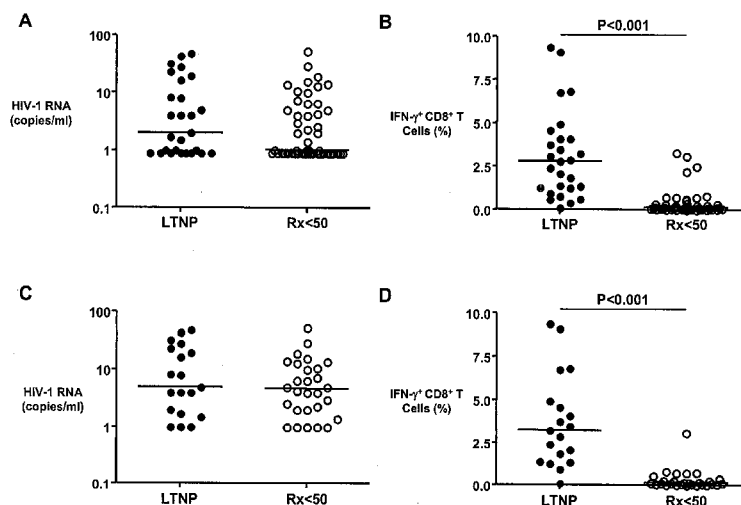 A
100
10
1
0.1
HIV-1 RNA
(copies/ml)
LTNP
Rx<50
B
P<0.001
10.0
7.5
5.0
2.5
0.0
IFN-γ⁺ CD8⁺ T
Cells (%)
LTNP
Rx<50
C
100
10
1
0.1
HIV-1 RNA
(copies/ml)
LTNP
Rx<50
D
P<0.001
10.0
7.5
5.0
2.5
0.0
IFN-γ⁺ CD8⁺ T
Cells (%)
LTNP
Rx<50